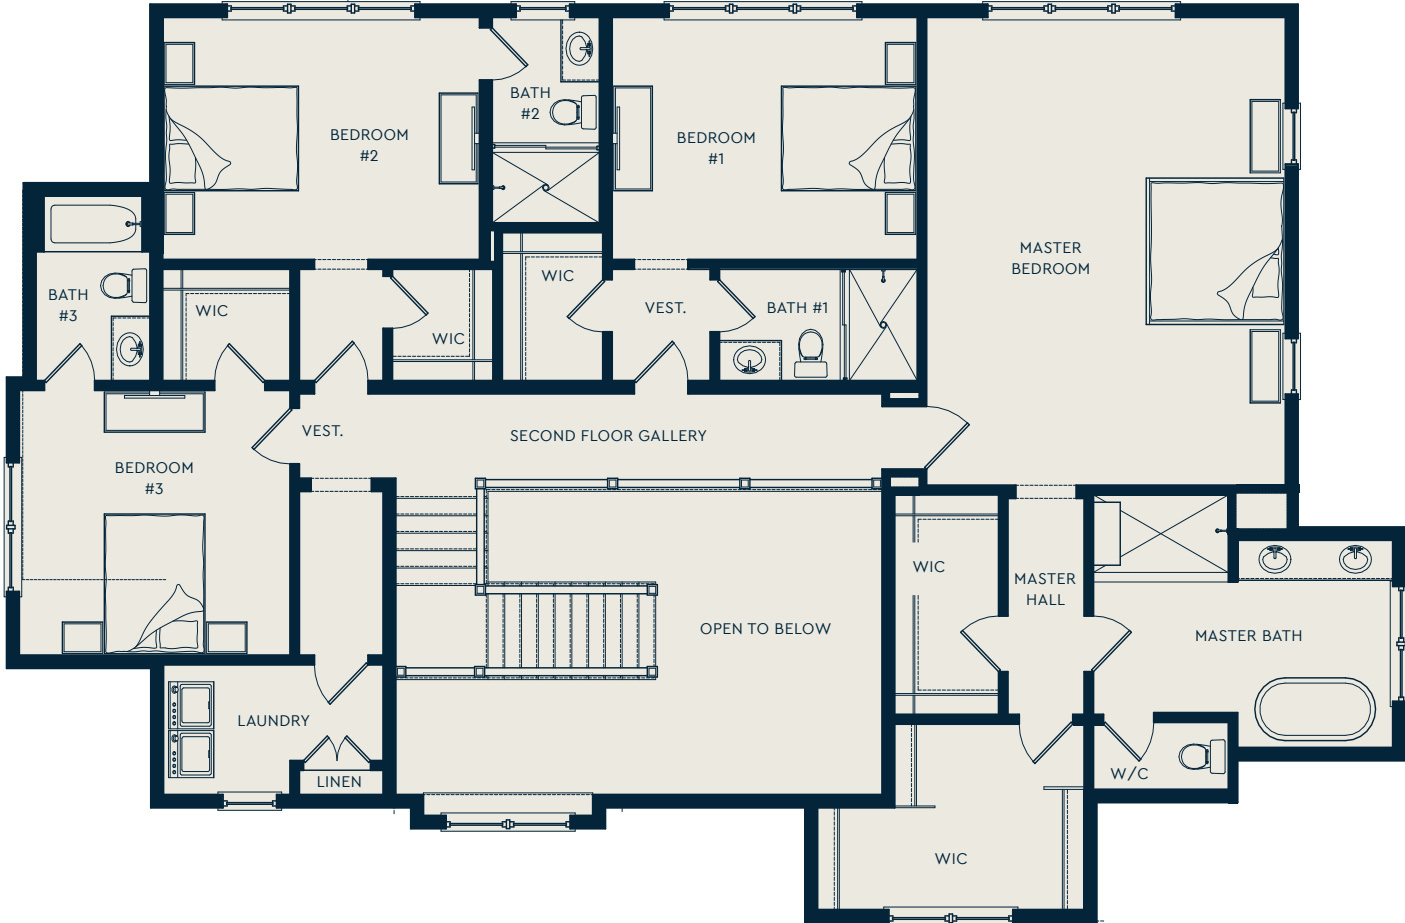 BATH
#2
BEDROOM
#2
BEDROOM
#1
MASTER
BEDROOM
WIC
BATH
#3
WIC
VEST.
BATH #1
WIC
VEST.
SECOND FLOOR GALLERY
BEDROOM
#3
WIC
MASTER
HALL
OPEN TO BELOW
MASTER BATH
LAUNDRY
LINEN
W/C
WIC